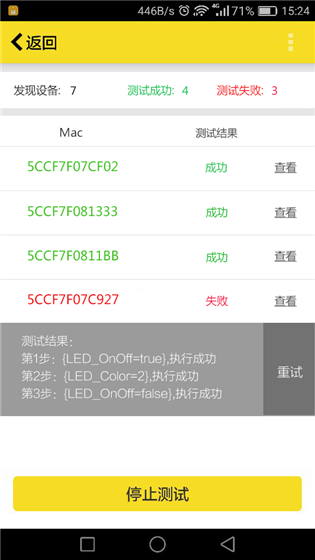 446B/s 4G 71% 15:24
返回
发现设备: 7 测试成功: 4 测试失败: 3
Mac 测试结果
5CCF7F07CF02 成功 查看
5CCF7F081333 成功 查看
5CCF7F0811BB 成功 查看
5CCF7F07C927 失败 查看
测试结果:
第1步: {LED_OnOff=true},执行成功
第2步: {LED_Color=2},执行成功
第3步: {LED_OnOff=false},执行成功
重试
停止测试